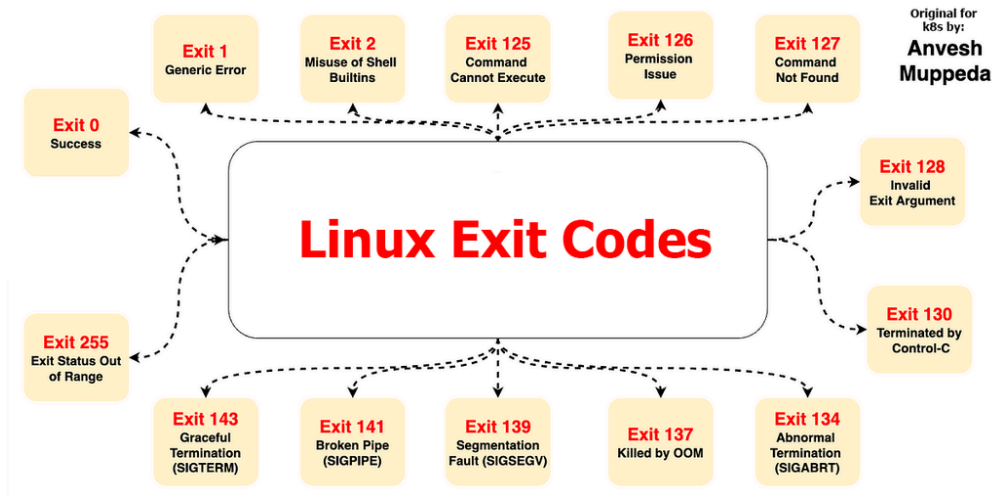 Original for
k8s by:
Anvesh
Muppeda
Exit 1
Generic Error
Exit 2
Misuse of Shell
Builtins
Exit 125
Command
Cannot Execute
Exit 126
Permission
Issue
Exit 127
Command
Not Found
Exit 0
Success
Exit 128
Invalid
Exit Argument
Linux Exit Codes
Exit 255
Exit Status Out
of Range
Exit 130
Terminated by
Control-C
Exit 143
Graceful
Termination
(SIGTERM)
Exit 141
Broken Pipe
(SIGPIPE)
Exit 139
Segmentation
Fault (SIGSEGV)
Exit 137
Killed by OOM
Exit 134
Abnormal
Termination
(SIGABRT)